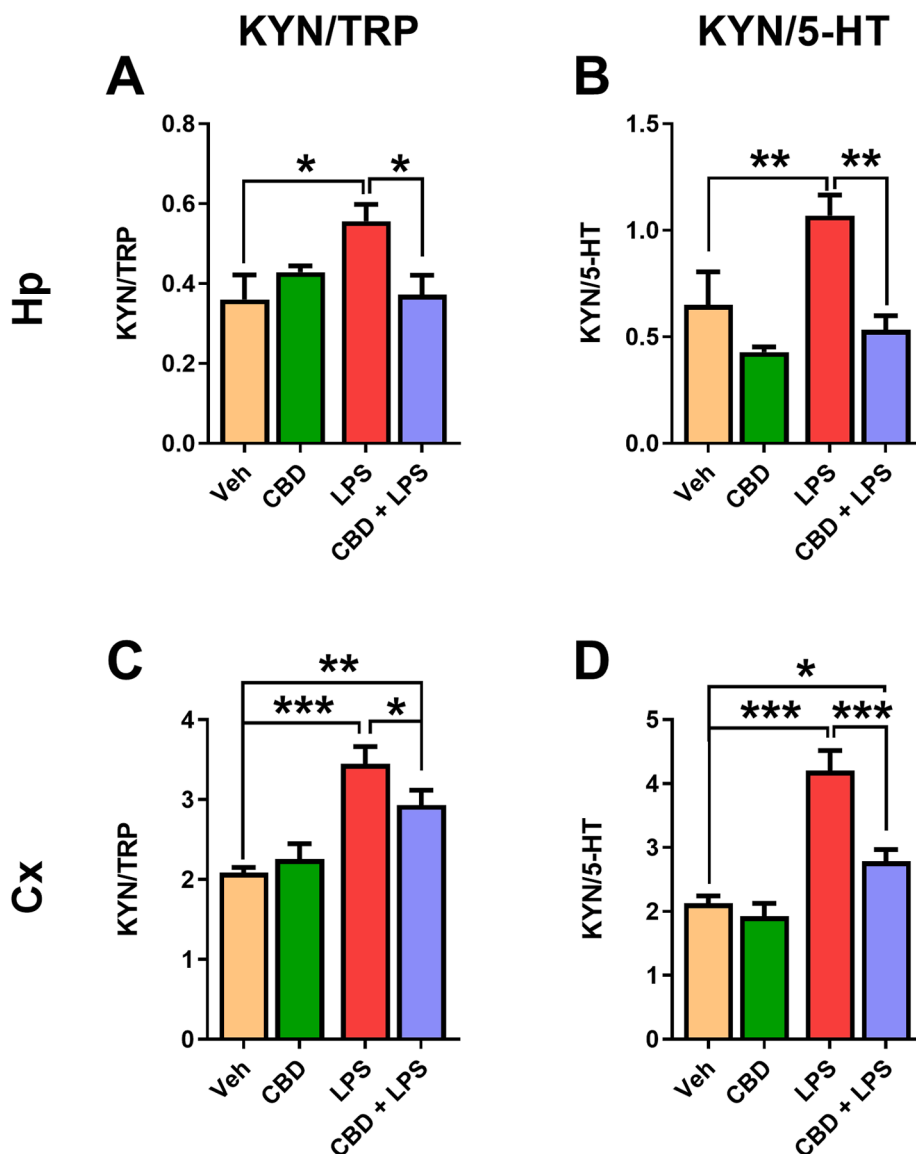 KYN/TRP
KYN/5-HT
A
B
Hp
KYN/TRP
0.8
0.6
0.4
0.2
0.0
*
*
Veh
CBD
LPS
CBD + LPS
KYN/5-HT
1.5
1.0
0.5
0.0
**
**
Veh
CBD
LPS
CBD + LPS
C
D
Cx
KYN/TRP
4
3
2
1
0
**
***
*
Veh
CBD
LPS
CBD + LPS
KYN/5-HT
5
4
3
2
1
0
*
***
***
Veh
CBD
LPS
CBD + LPS